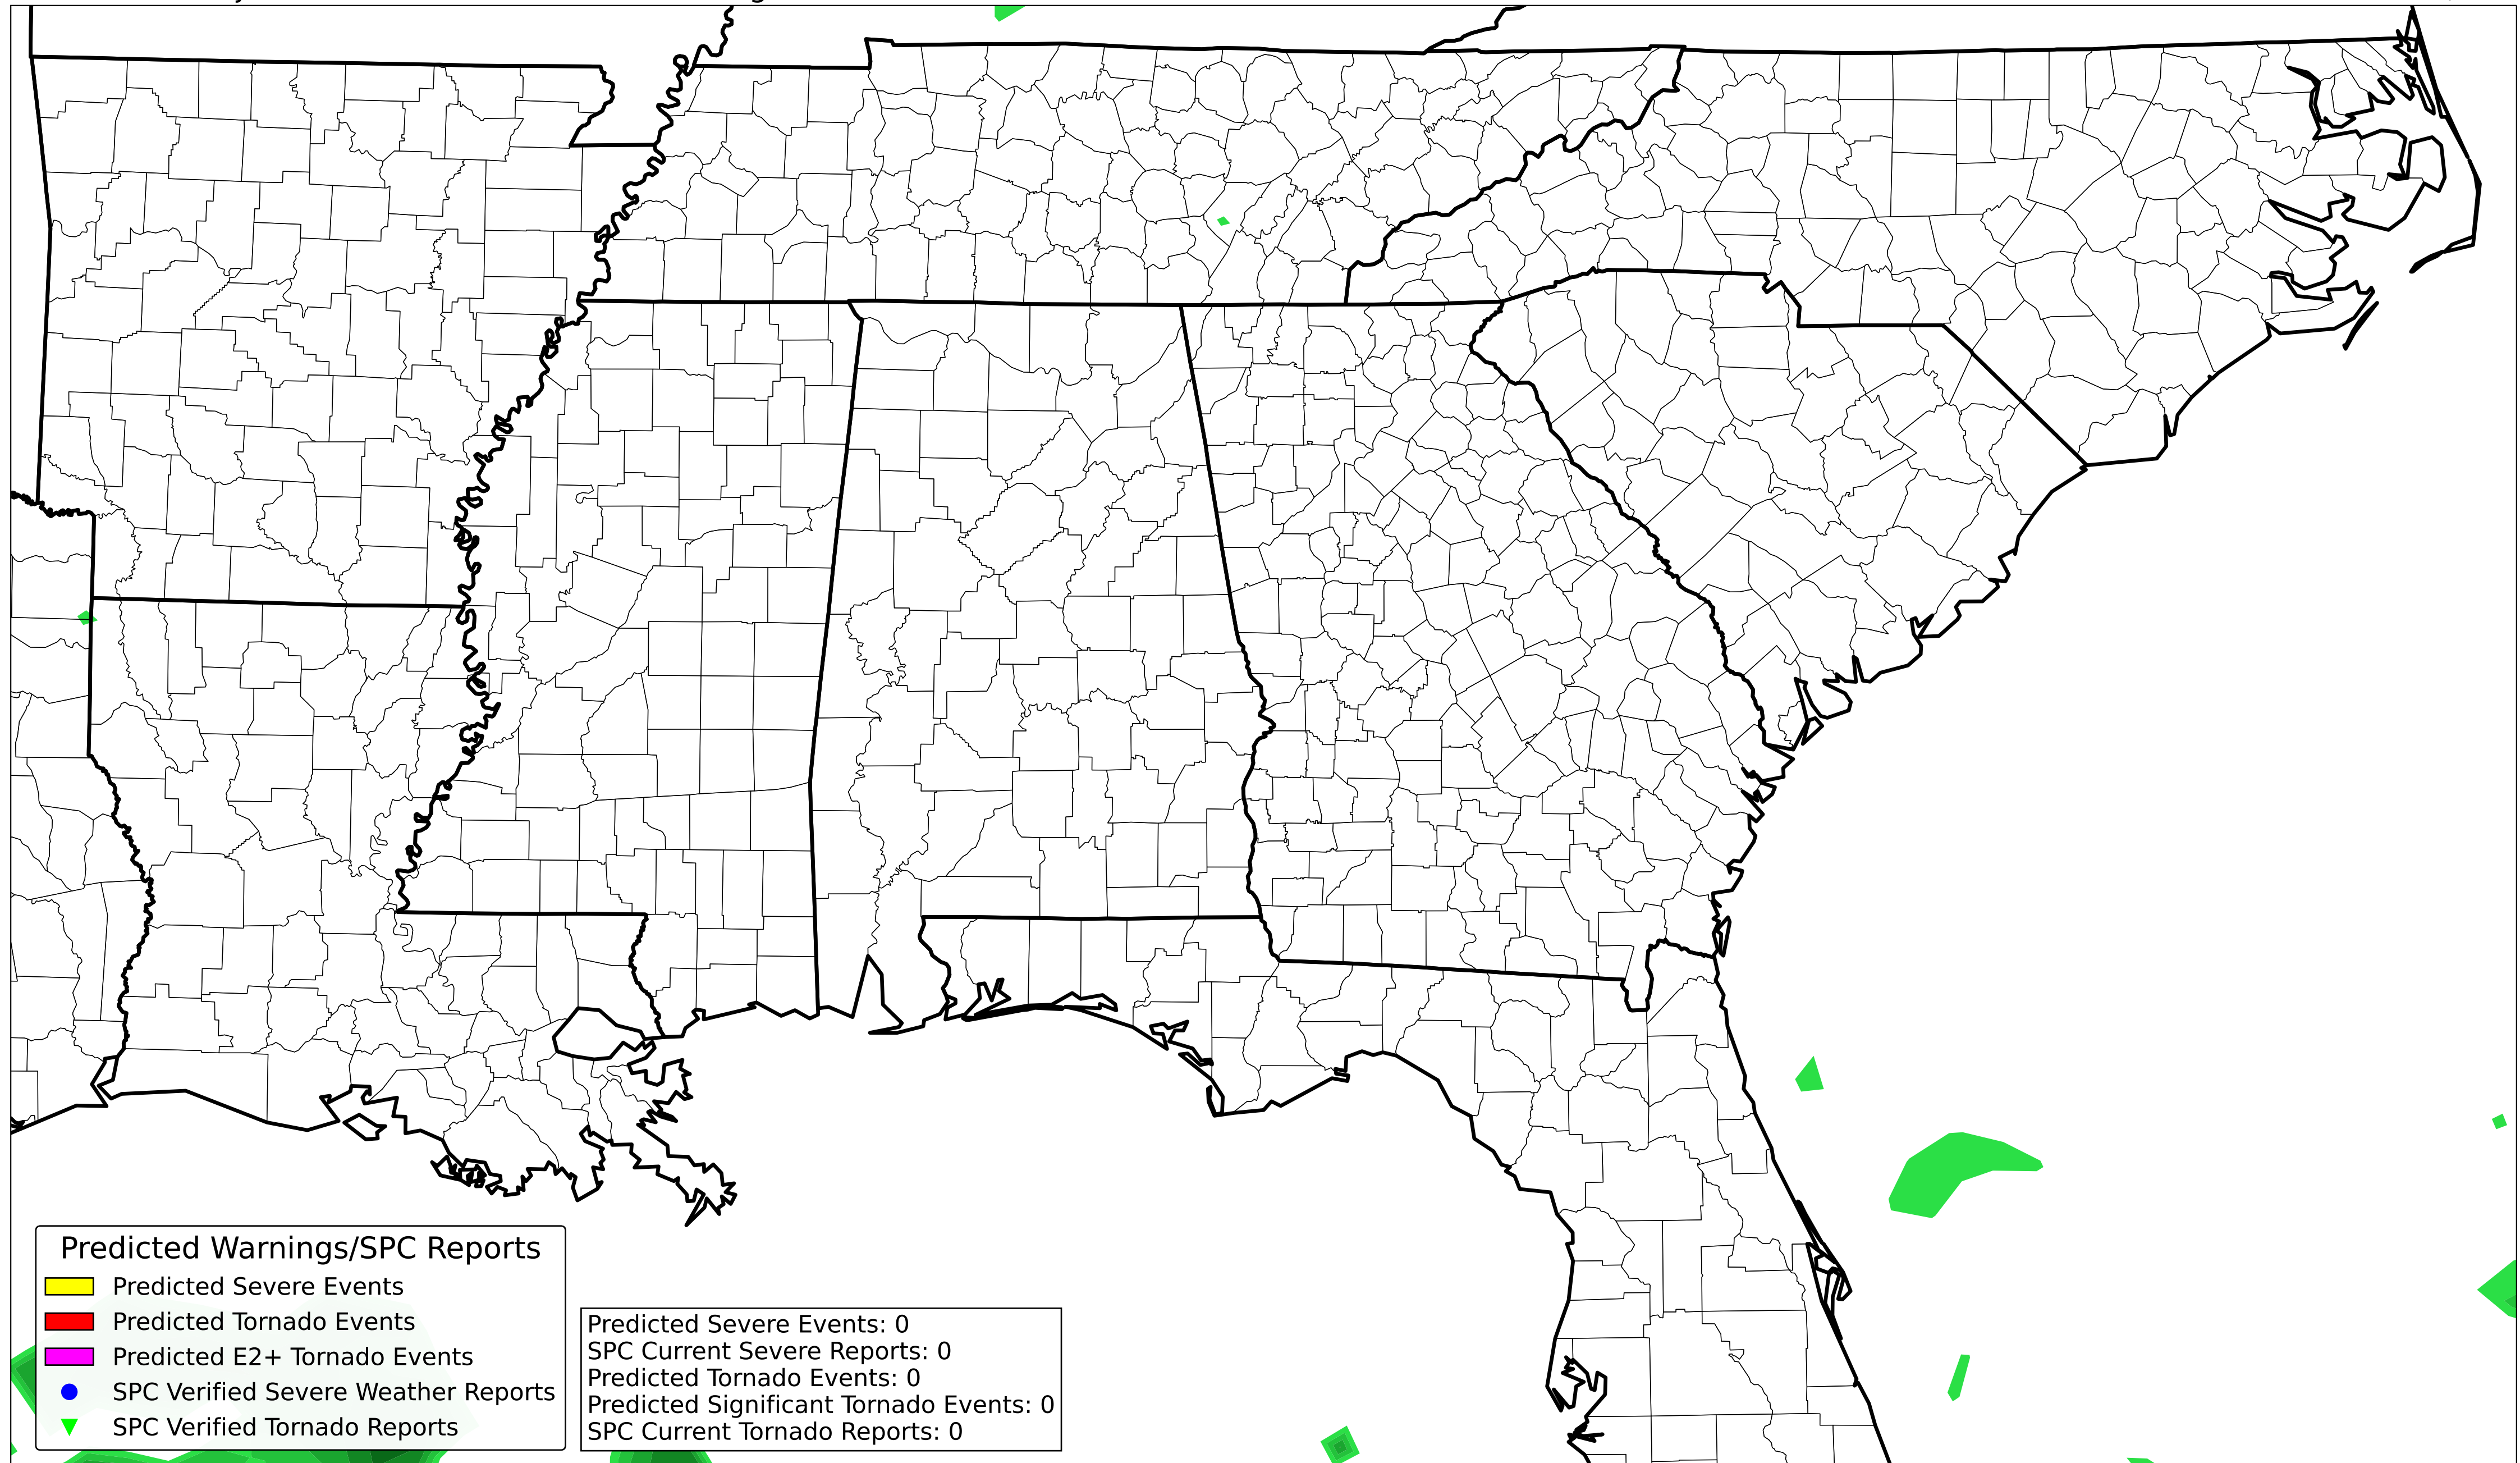 Predicted Warnings/SPC Reports
Predicted Severe Events
Predicted Tornado Events
Predicted E2+ Tornado Events
SPC Verified Severe Weather Reports
SPC Verified Tornado Reports
Predicted Severe Events: 0
SPC Current Severe Reports: 0
Predicted Tornado Events: 0
Predicted Significant Tornado Events: 0
SPC Current Tornado Reports: 0